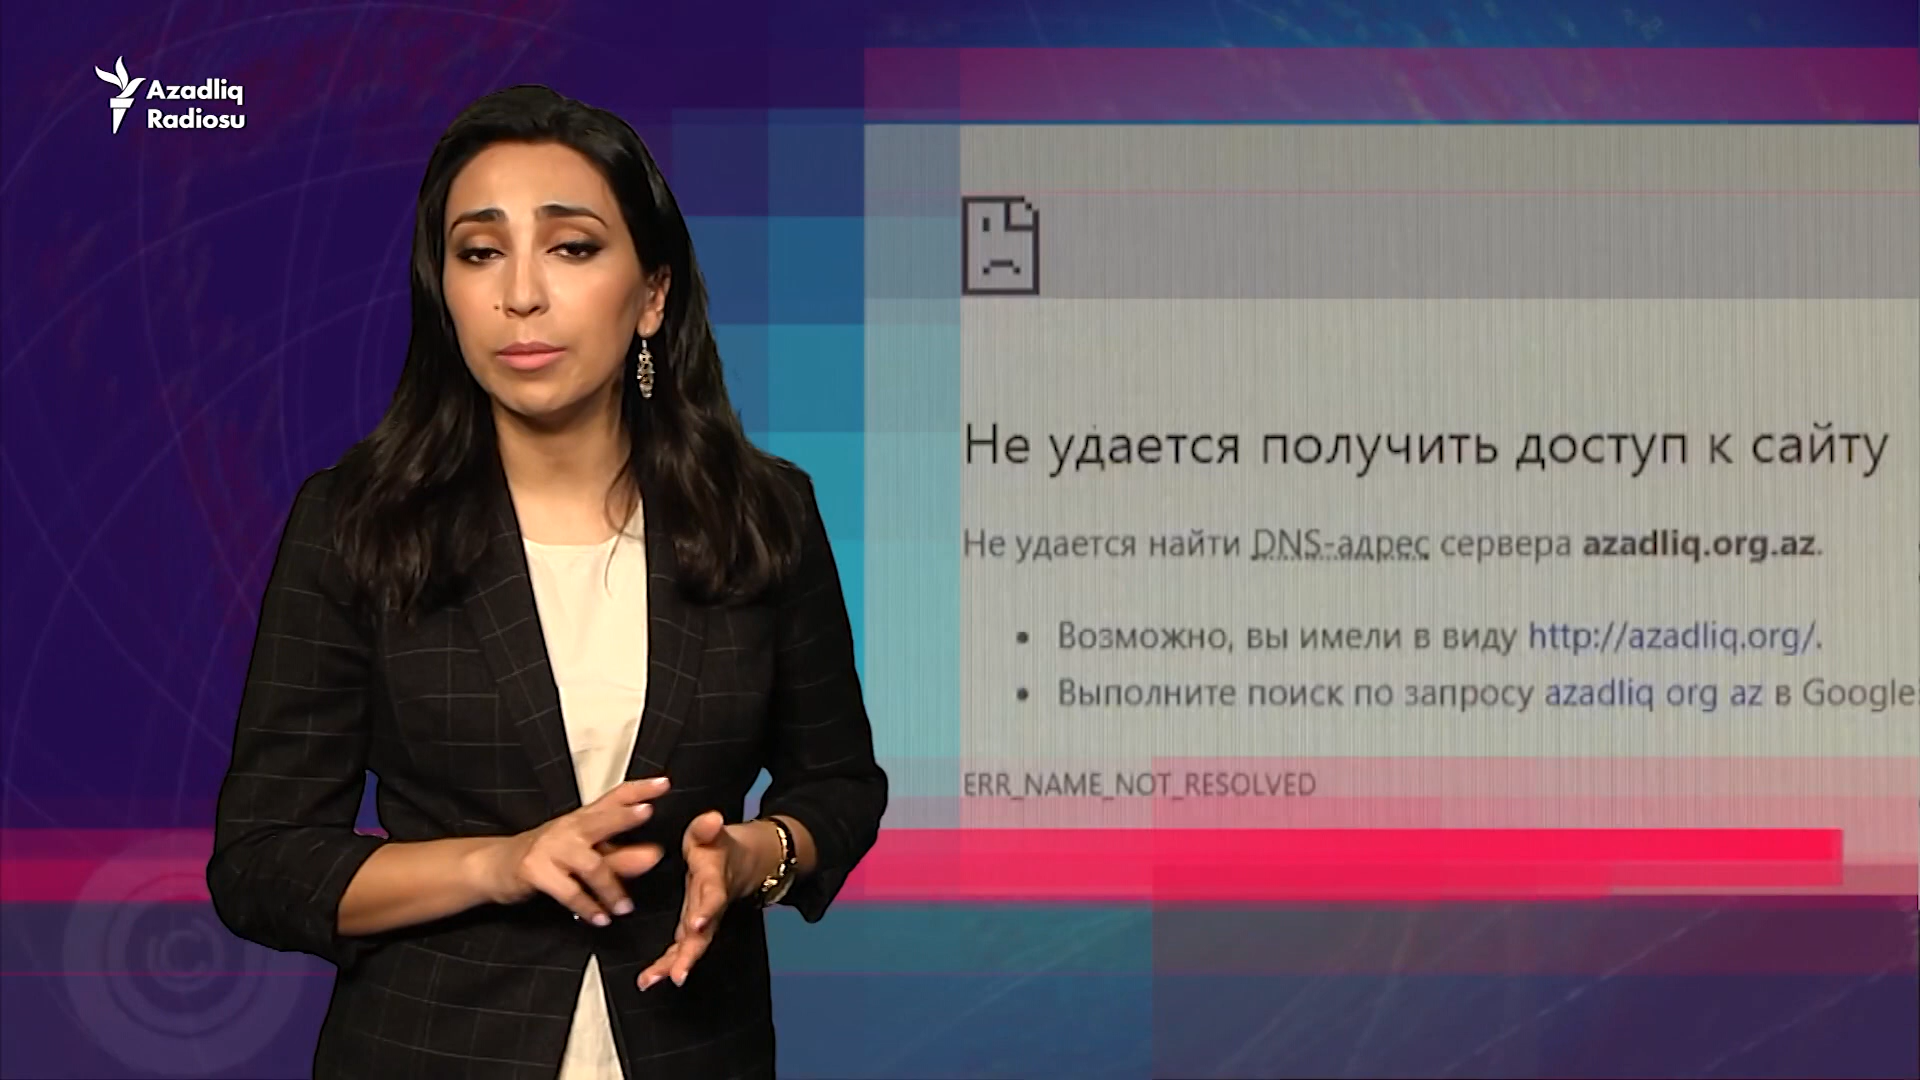 Azadlıq
Radiosu
Не удается получить доступ к сайту
Не удается найти DNS-адрес сервера azadliq.org.az.
• Возможно, вы имели в виду http://azadliq.org/.
• Выполните поиск по запросу azadliq org az в Google
ERR_NAME_NOT_RESOLVED